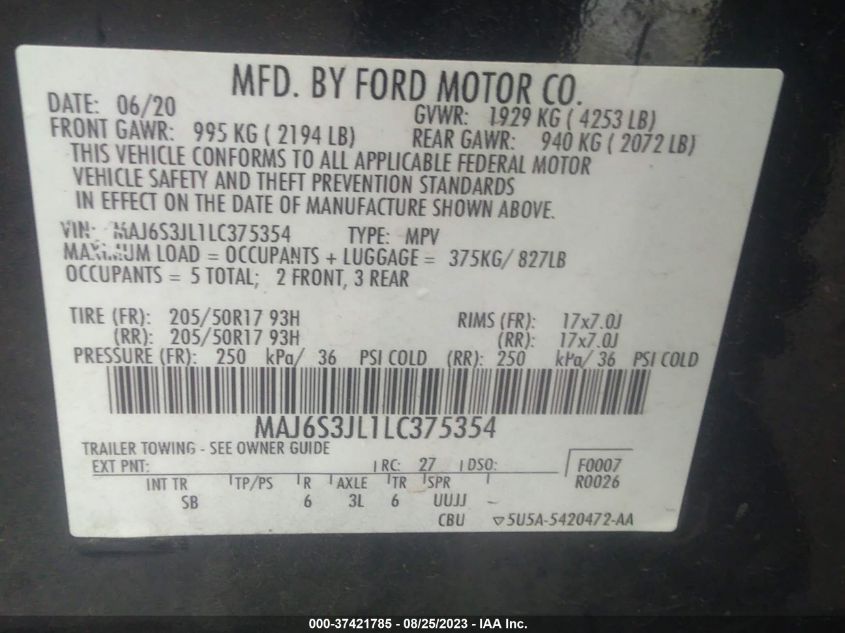 MFD. BY FORD MOTOR CO.
DATE: 06/20 GVWR: 1929 KG ( 4253 LB)
FRONT GAWR: 995 KG ( 2194 LB) REAR GAWR: 940 KG ( 2072 LB)
THIS VEHICLE CONFORMS TO ALL APPLICABLE FEDERAL MOTOR
VEHICLE SAFETY AND THEFT PREVENTION STANDARDS
IN EFFECT ON THE DATE OF MANUFACTURE SHOWN ABOVE.
VIN: MAJ6S3JL1LC375354 TYPE: MPV
MAXIMUM LOAD = OCCUPANTS + LUGGAGE = 375KG/ 827LB
OCCUPANTS = 5 TOTAL; 2 FRONT, 3 REAR
TIRE (FR): 205/50R17 93H RIMS (FR): 17x7.0J
(RR): 205/50R17 93H (RR): 17x7.0J
PRESSURE (FR): 250 kPa/ 36 PSI COLD (RR): 250 kPa/ 36 PSI COLD
MAJ6S3JL1LC375354
TRAILER TOWING - SEE OWNER GUIDE
EXT PNT: RC: 27 DSO: F0007
R0026
INT TR TP/PS R AXLE TR SPR
SB 6 3L 6 UUJJ -
CBU ▽5U5A-5420472-AA
000-37421785 - 08/25/2023 - IAA Inc.